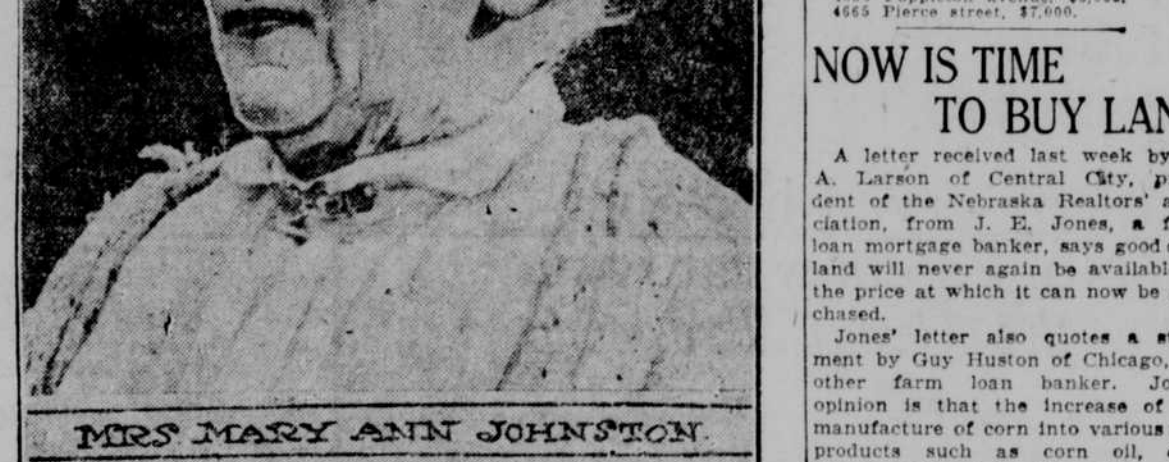 MRS MARY ANN JOHNSTON.
4665 Pierce street, $7,000.
NOW IS TIME
TO BUY LAN
A letter received last week by
A. Larson of Central City, p
dent of the Nebraska Realtors' a
ciation, from J. E. Jones, a f
loan mortgage banker, says good
land will never again be availabl
the price at which it can now be
chased.
Jones' letter also quotes a s
ment by Guy Huston of Chicago,
other farm loan banker. Jo
opinion is that the increase of
manufacture of corn into various
products such as corn oil,